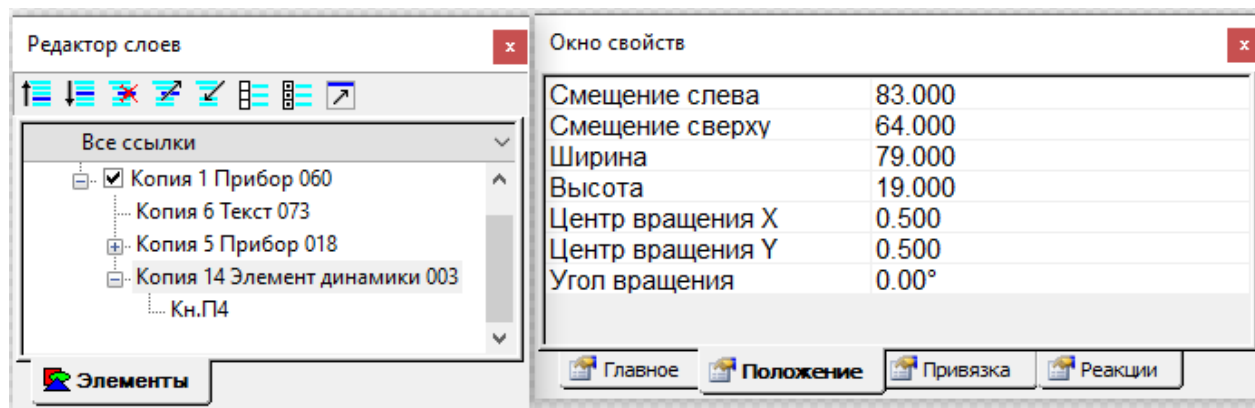 Редактор слоев
x
Все ссылки
Копия 1 Прибор 060
Копия 6 Текст 073
Копия 5 Прибор 018
Копия 14 Элемент динамики 003
Кн.П4
Элементы
Окно свойств
x
Смещение слева 83.000
Смещение сверху 64.000
Ширина 79.000
Высота 19.000
Центр вращения X 0.500
Центр вращения Y 0.500
Угол вращения 0.00°
Главное Положение Привязка Реакции